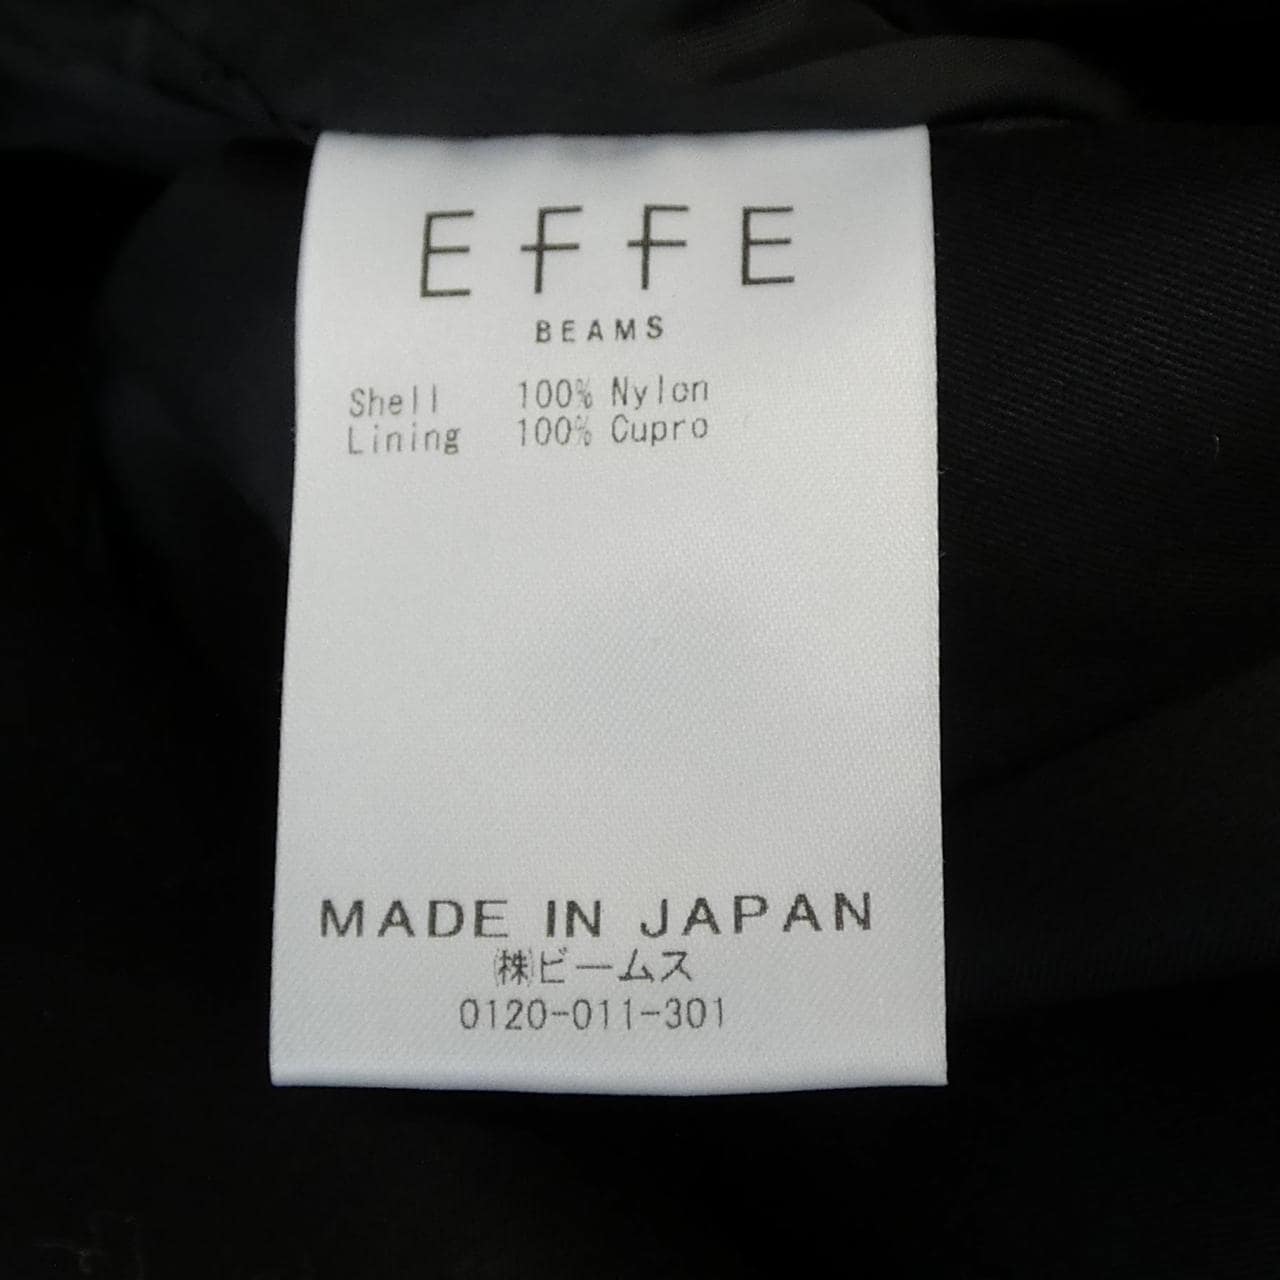 EFFE
BEAMS
Shell 100% Nylon
Lining 100% Cupro
MADE IN JAPAN
㈱ビームス
0120-011-301